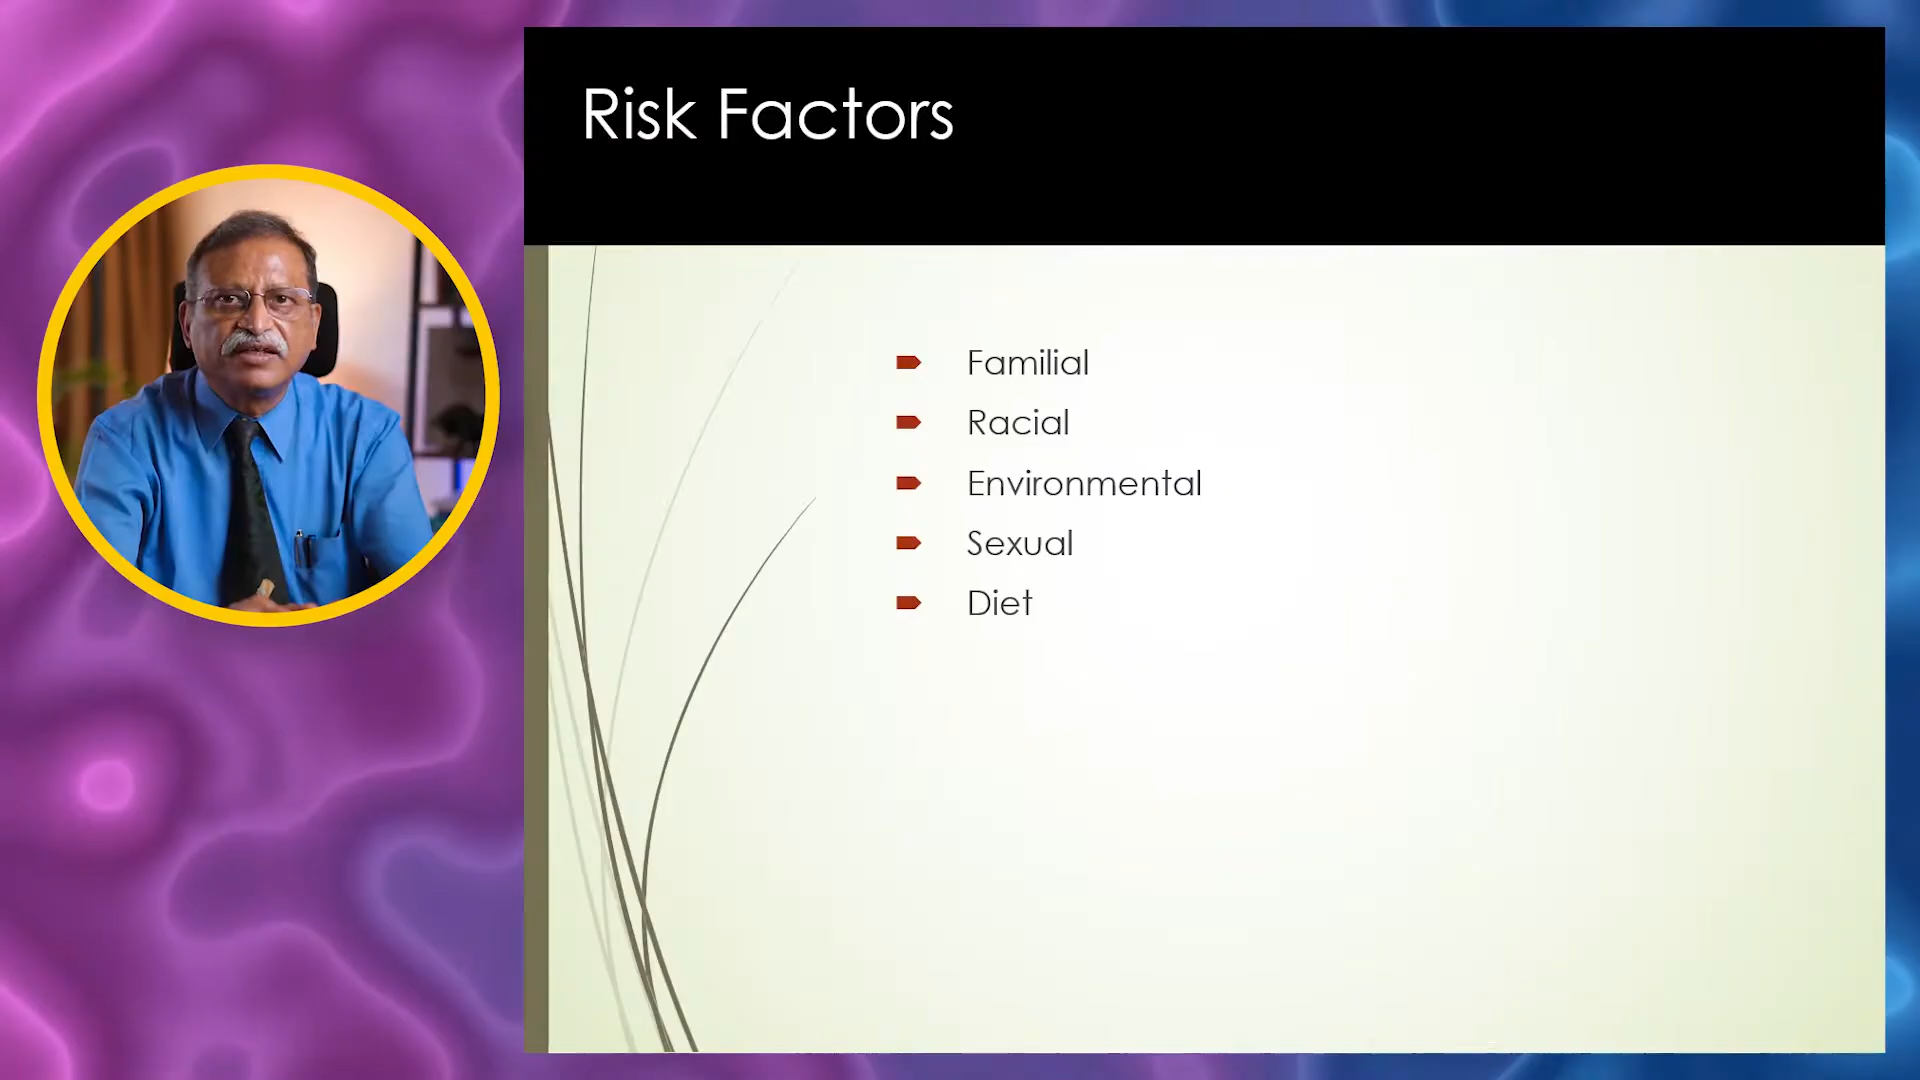 Risk Factors
Familial
Racial
Environmental
Sexual
Diet